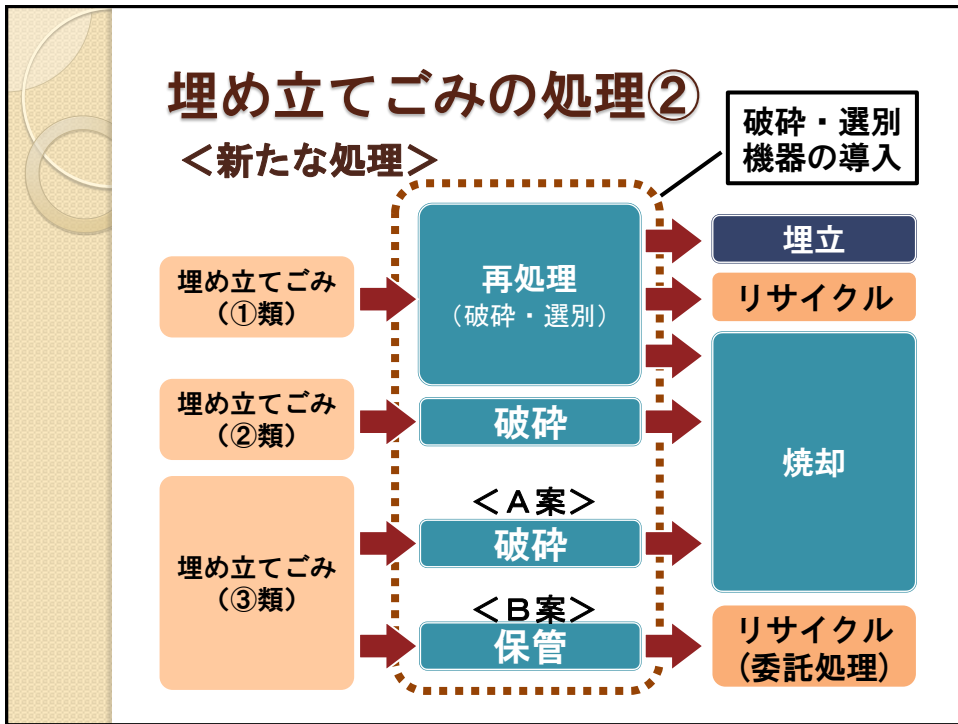 埋め立てごみの処理②
＜新たな処理＞
破砕・選別
機器の導入
埋め立てごみ
（①類）
再処理
（破砕・選別）
埋立
リサイクル
埋め立てごみ
（②類）
破砕
焼却
埋め立てごみ
（③類）
＜Ａ案＞
破砕
＜Ｂ案＞
保管
リサイクル
(委託処理)